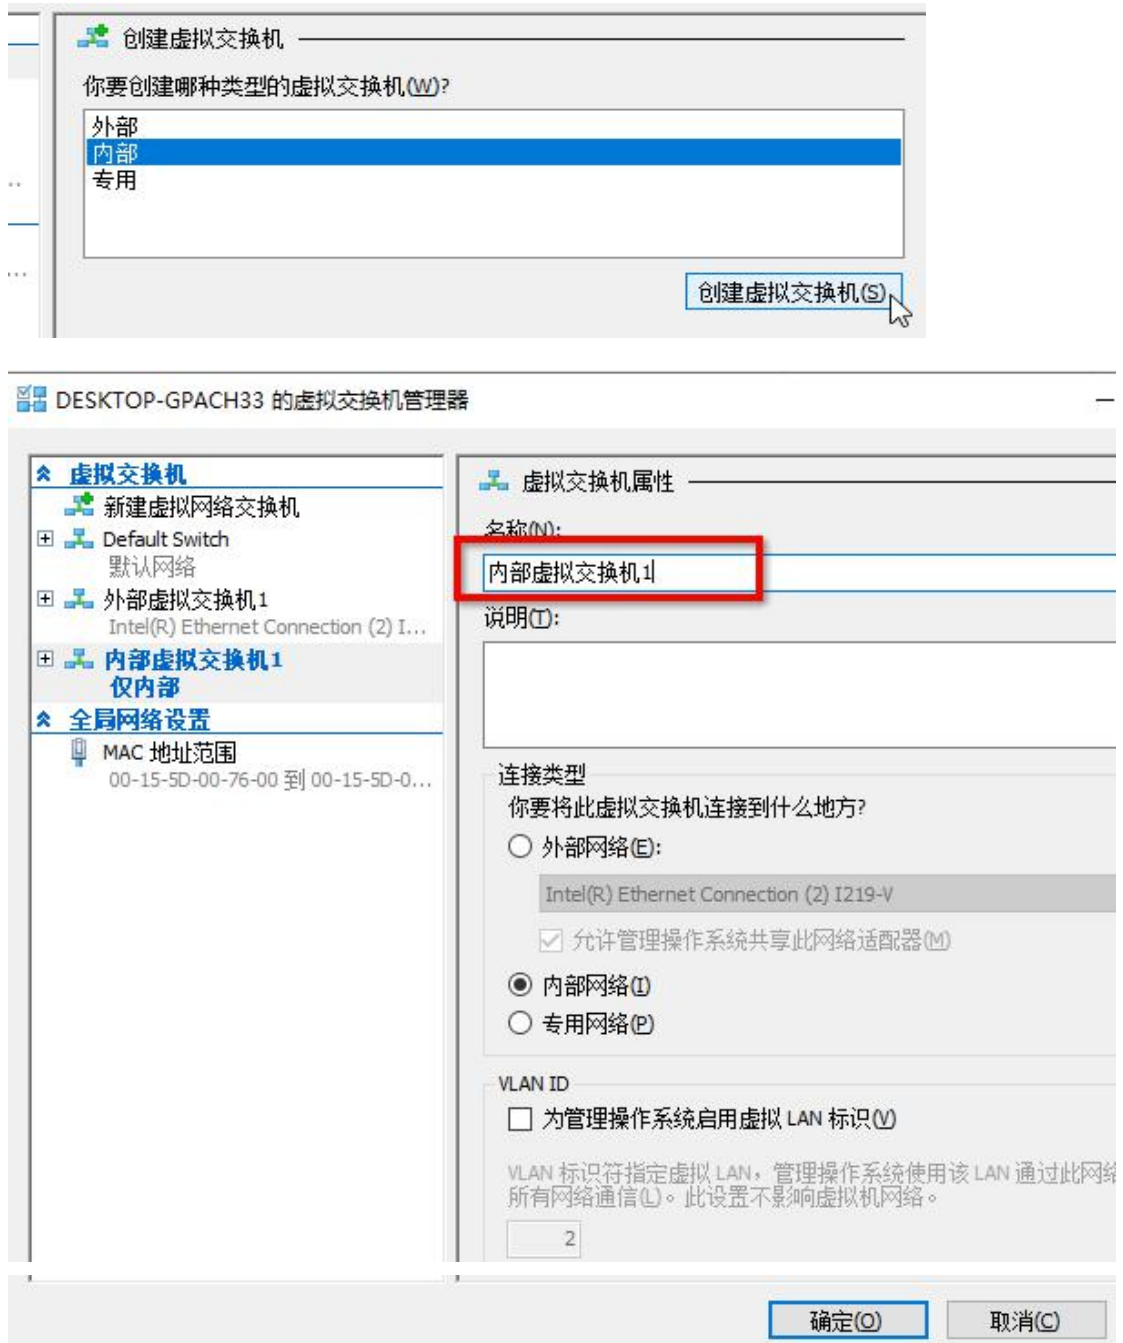 创建虚拟交换机
你要创建哪种类型的虚拟交换机(W)?
外部
内部
专用
创建虚拟交换机(S)
DESKTOP-GPACH33 的虚拟交换机管理器
虚拟交换机
新建虚拟网络交换机
Default Switch
默认网络
外部虚拟交换机1
Intel(R) Ethernet Connection (2) I...
内部虚拟交换机1
仅内部
全局网络设置
MAC 地址范围
00-15-5D-00-76-00 到 00-15-5D-0...
虚拟交换机属性
名称(N):
内部虚拟交换机1
说明(T):
连接类型
你要将此虚拟交换机连接到什么地方?
外部网络(E):
Intel(R) Ethernet Connection (2) I219-V
允许管理操作系统共享此网络适配器(M)
内部网络(I)
专用网络(P)
VLAN ID
为管理操作系统启用虚拟 LAN 标识(V)
VLAN 标识符指定虚拟 LAN，管理操作系统使用该 LAN 通过此网络
所有网络通信(L)。此设置不影响虚拟机网络。
2
确定(O)
取消(C)